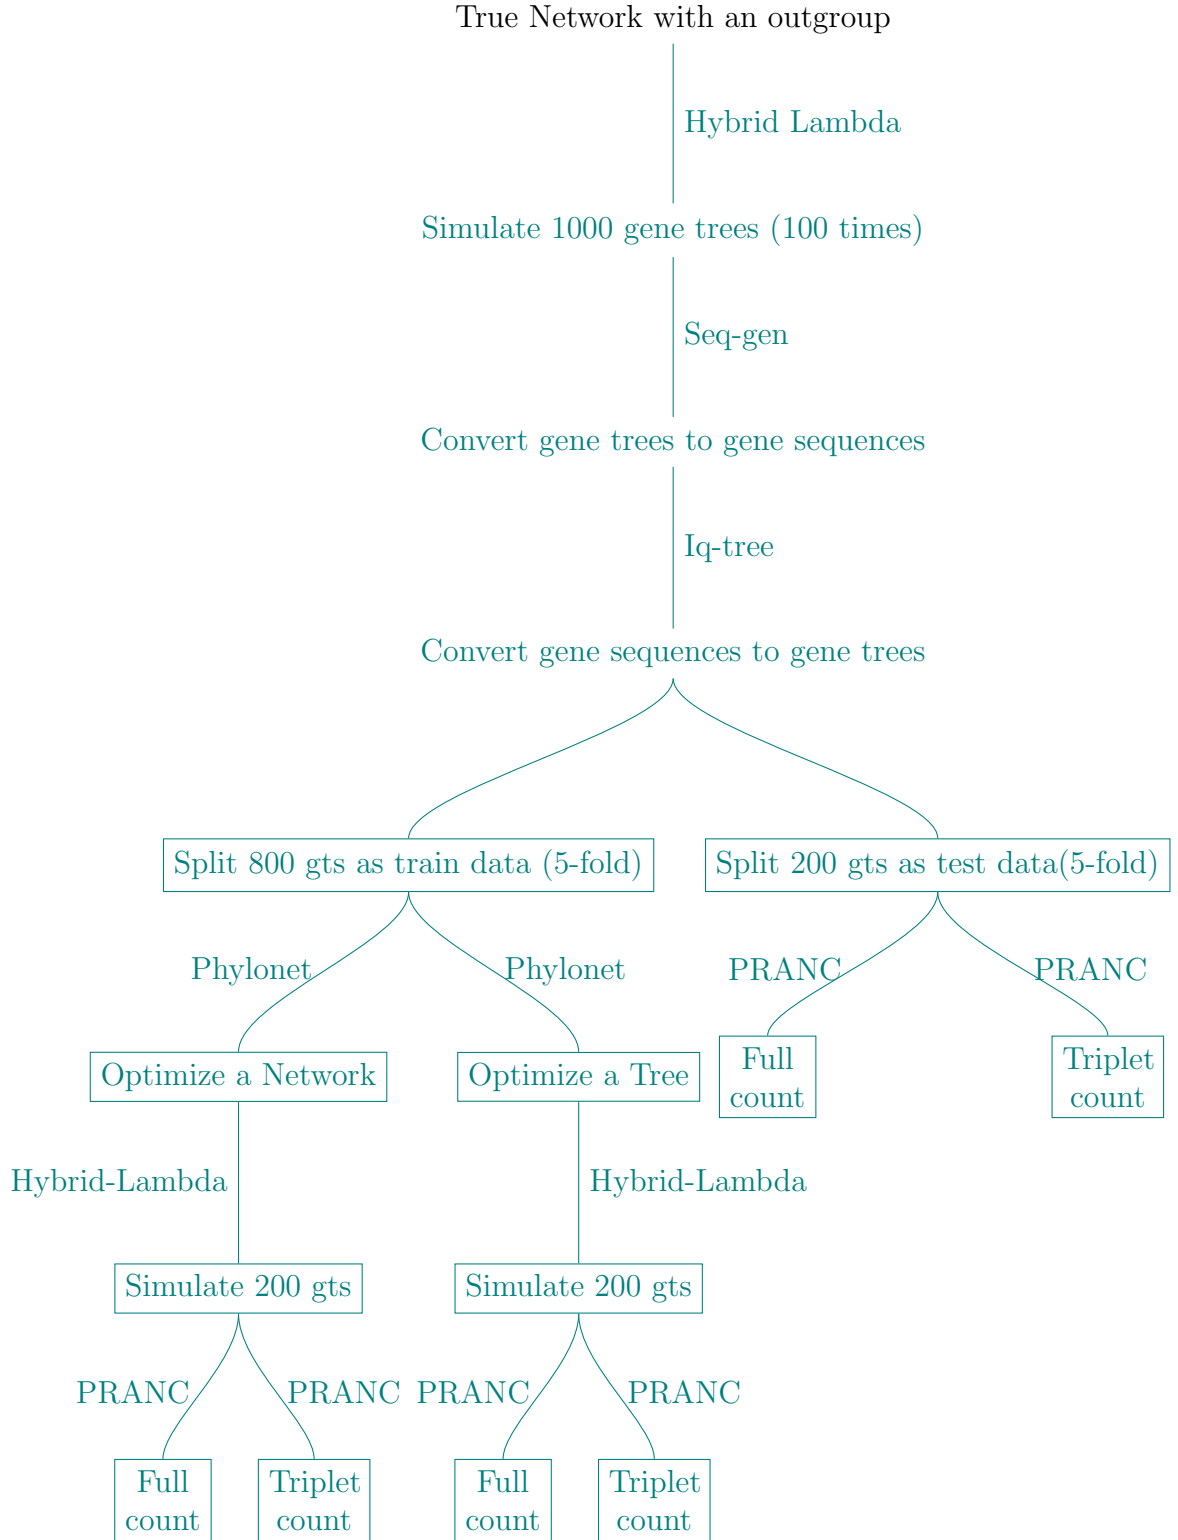 True Network with an outgroup
Hybrid Lambda
Simulate 1000 gene trees (100 times)
Seq-gen
Convert gene trees to gene sequences
Iq-tree
Convert gene sequences to gene trees
Split 800 gts as train data (5-fold)
Split 200 gts as test data(5-fold)
Phylonet
Phylonet
PRANC
PRANC
Optimize a Network
Optimize a Tree
Full
count
Triplet
count
Hybrid-Lambda
Hybrid-Lambda
Simulate 200 gts
Simulate 200 gts
PRANC
PRANC
PRANC
PRANC
Full
count
Triplet
count
Full
count
Triplet
count